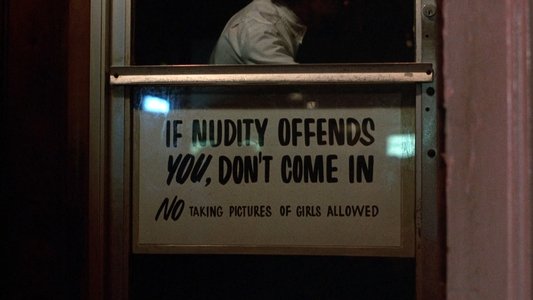 IF NUDITY OFFENDS
YOU, DON'T COME IN
NO TAKING PICTURES OF GIRLS ALLOWED